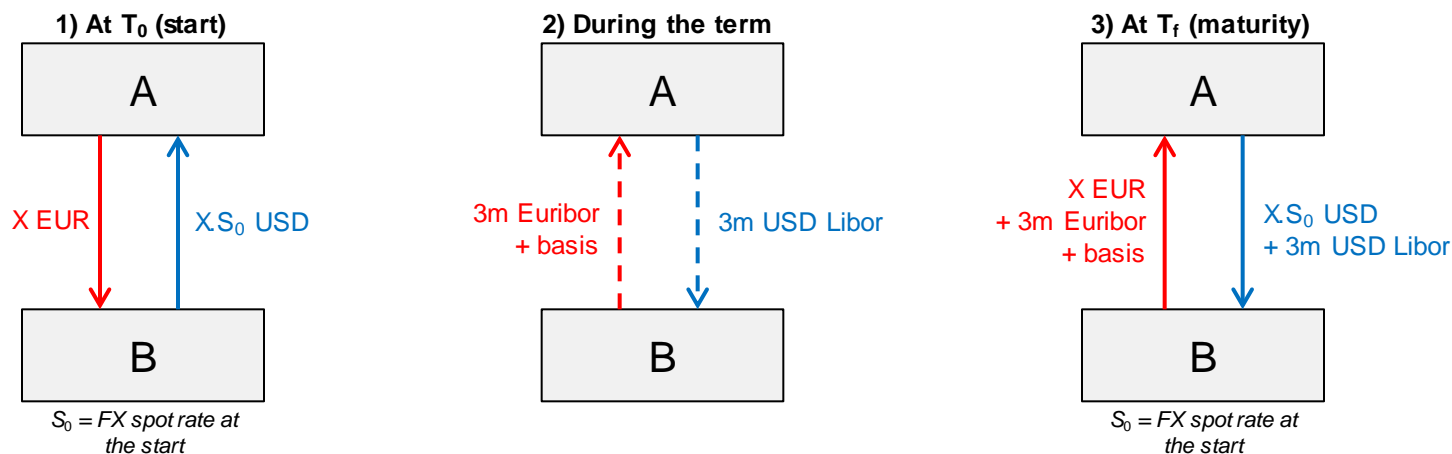 1) At T₀ (start)
A
X EUR
X.S₀ USD
B
S₀ = FX spot rate at
the start
2) During the term
A
3m Euribor
+ basis
3m USD Libor
B
3) At T_f (maturity)
A
X EUR
+ 3m Euribor
+ basis
X.S₀ USD
+ 3m USD Libor
B
S₀ = FX spot rate at
the start